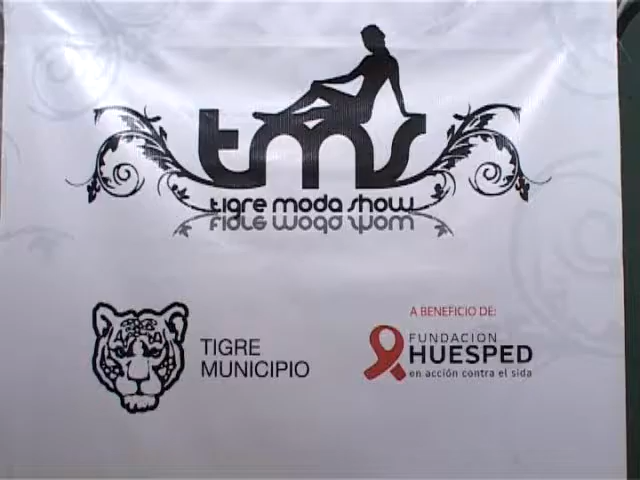 tms
tigre moda show
TIGRE
MUNICIPIO
A BENEFICIO DE:
FUNDACION
HUESPED
en acción contra el sida